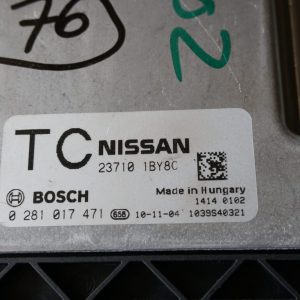 76
TC NISSAN
23710 1BY8C
BOSCH
Made in Hungary
1414 0102
0 281 017 471 658 10-11-04 1039S40321